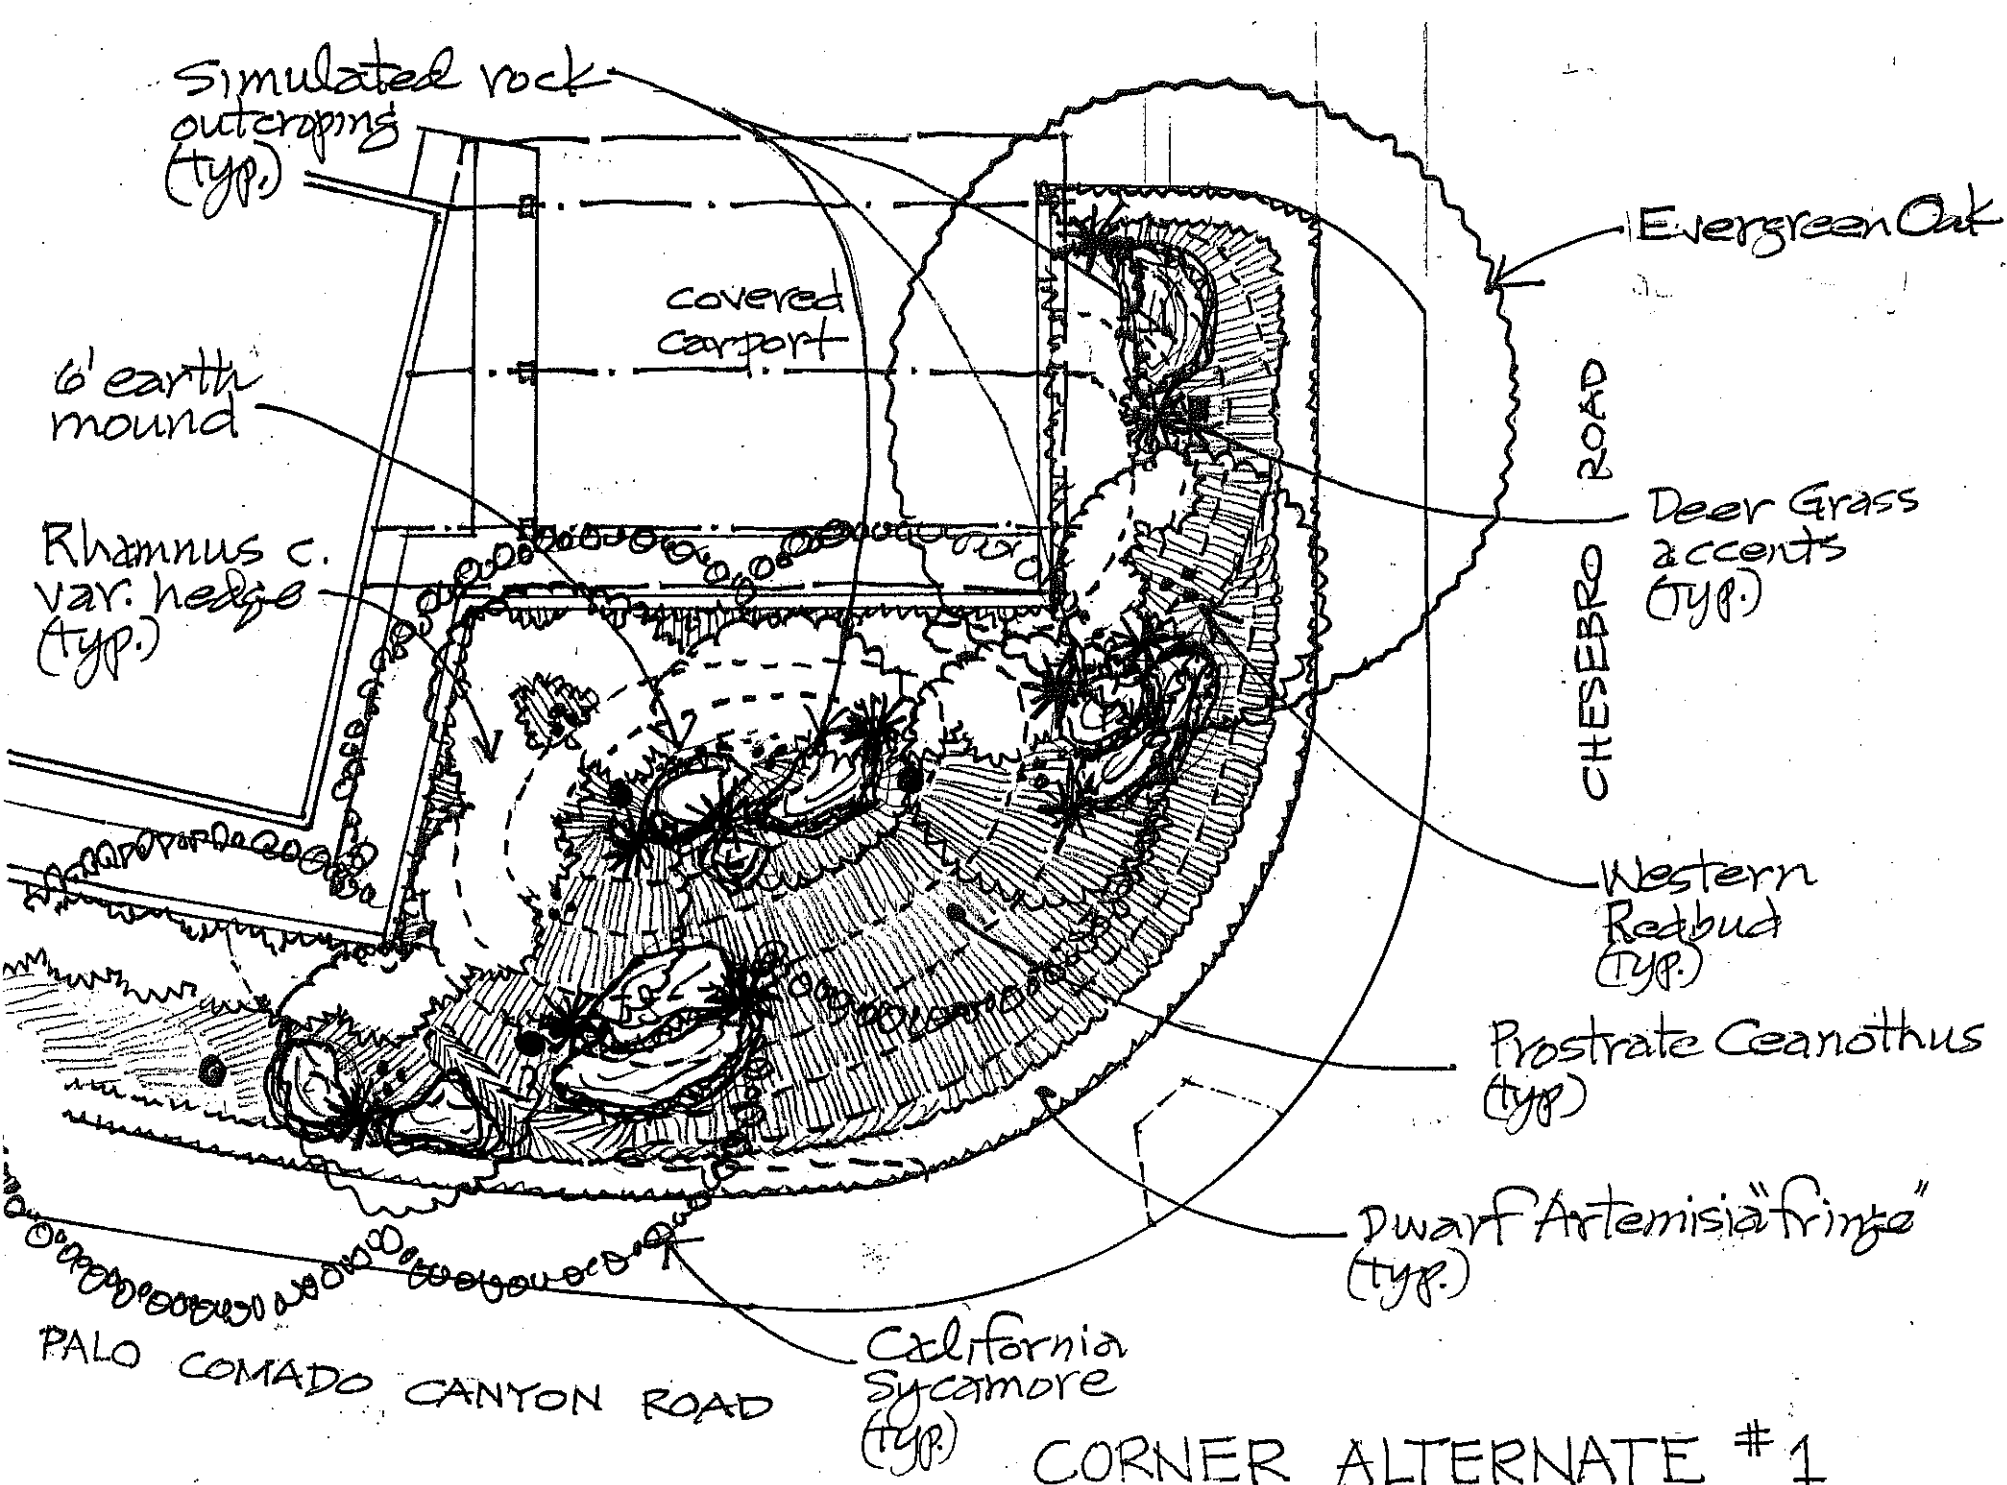 Simulated rock
outcroping
(typ.)
Evergreen Oak
covered
carport
6' earth
mound
CHESEBRO ROAD
Deer Grass
accents
(typ.)
Rhamnus c.
var. hedge
(typ.)
Western
Redbud
(typ.)
Prostrate Ceanothus
(typ)
Dwarf Artemisia "fringe"
(typ.)
California
Sycamore
(typ.)
PALO COMADO CANYON ROAD
CORNER ALTERNATE #1